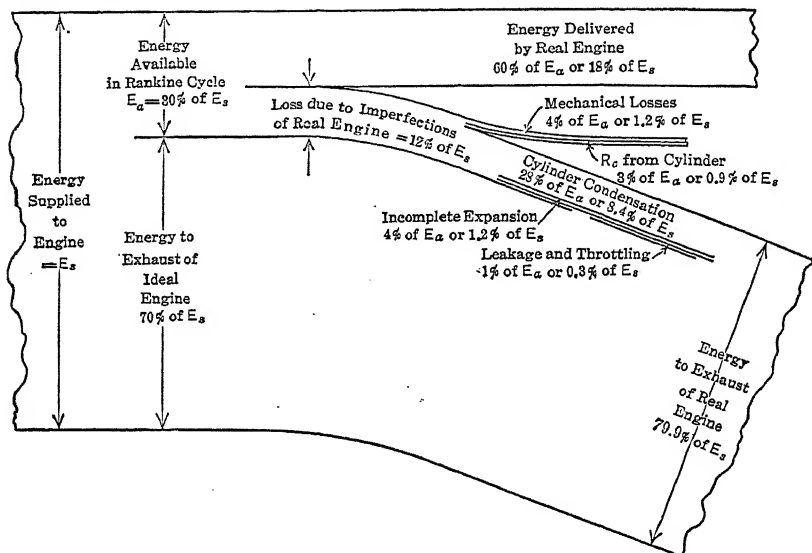 Energy
Available
in Rankine Cycle
Eₐ=30% of Eₛ
Energy Delivered
by Real Engine
60% of Eₐ or 18% of Eₛ
Loss due to Imperfections
of Real Engine = 12% of Eₛ
Mechanical Losses
4% of Eₐ or 1.2% of Eₛ
R꜀ from Cylinder
3% of Eₐ or 0.9% of Eₛ
Cylinder Condensation
28% of Eₐ or 8.4% of Eₛ
Energy
Supplied
to
Engine
=Eₛ
Energy to
Exhaust of
Ideal
Engine
70% of Eₛ
Incomplete Expansion
4% of Eₐ or 1.2% of Eₛ
Leakage and Throttling
1% of Eₐ or 0.3% of Eₛ
Energy
to Exhaust
of Real
Engine
79.9% of Eₛ